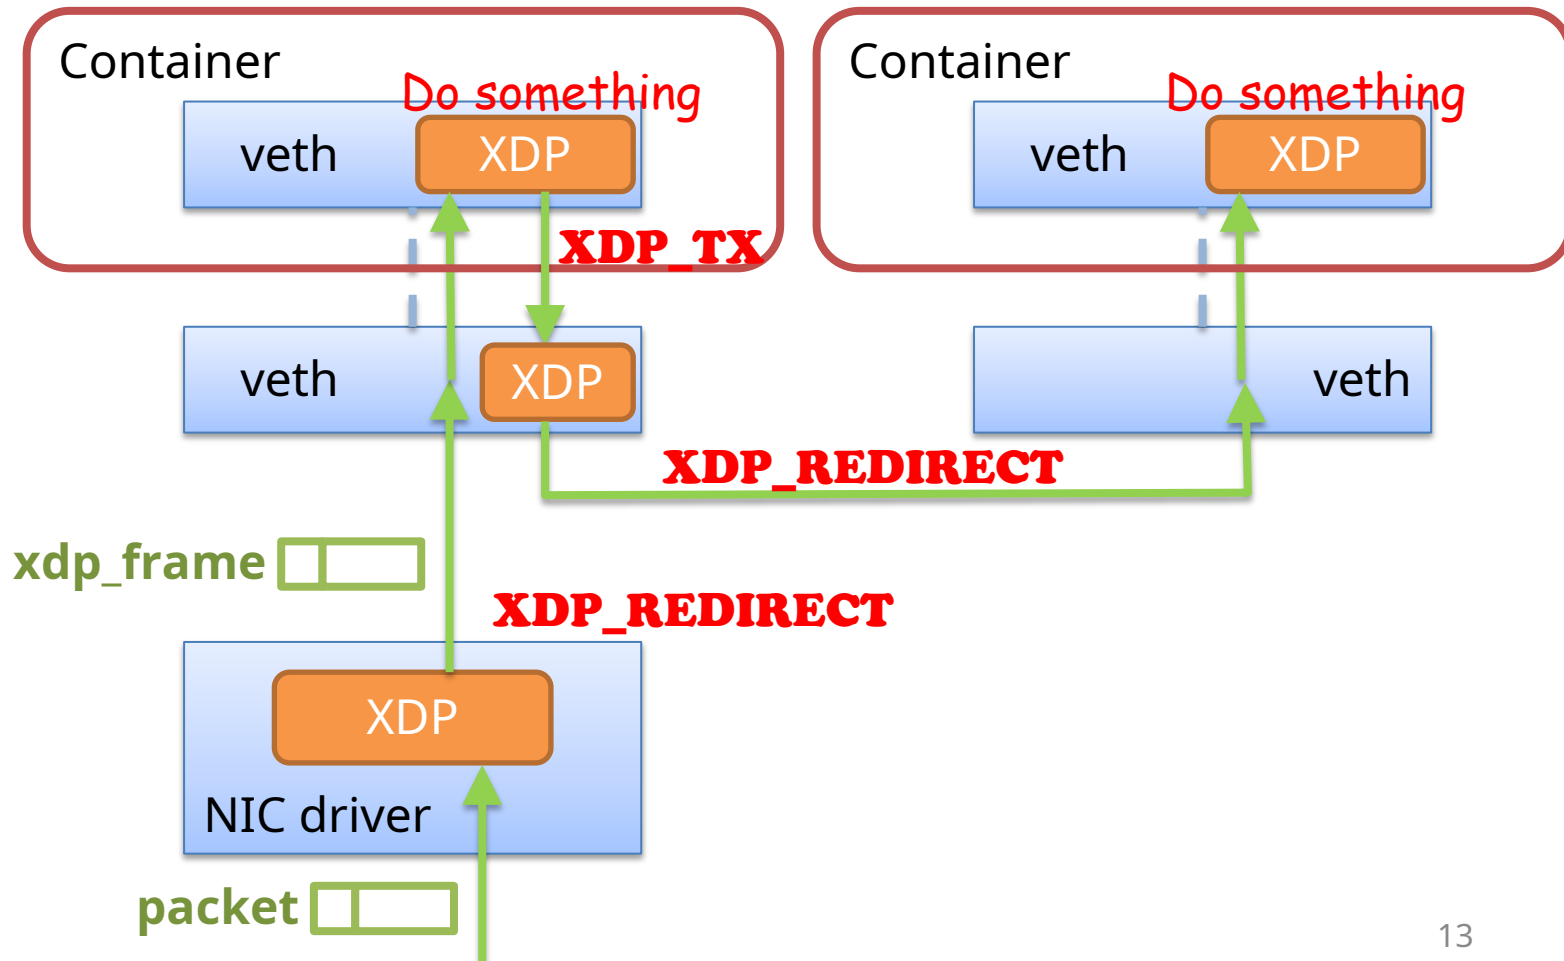 Container
Do something
veth
XDP
XDP_TX
veth
XDP
Container
Do something
veth
XDP
veth
XDP_REDIRECT
xdp_frame
XDP_REDIRECT
XDP
NIC driver
packet
13